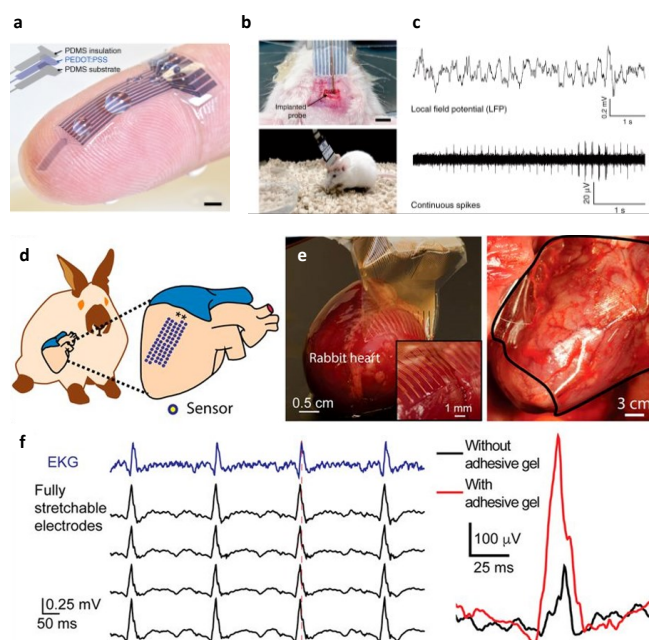 a
PDMS insulation
PEDOT:PSS
PDMS substrate
b
Implanted
probe
c
Local field potential (LFP)
0.2 mV
1 s
Continuous spikes
20 µV
1 s
d
**
Sensor
e
Rabbit heart
0.5 cm
1 mm
3 cm
f
EKG
Fully
stretchable
electrodes
0.25 mV
50 ms
Without
adhesive gel
With
adhesive gel
100 µV
25 ms